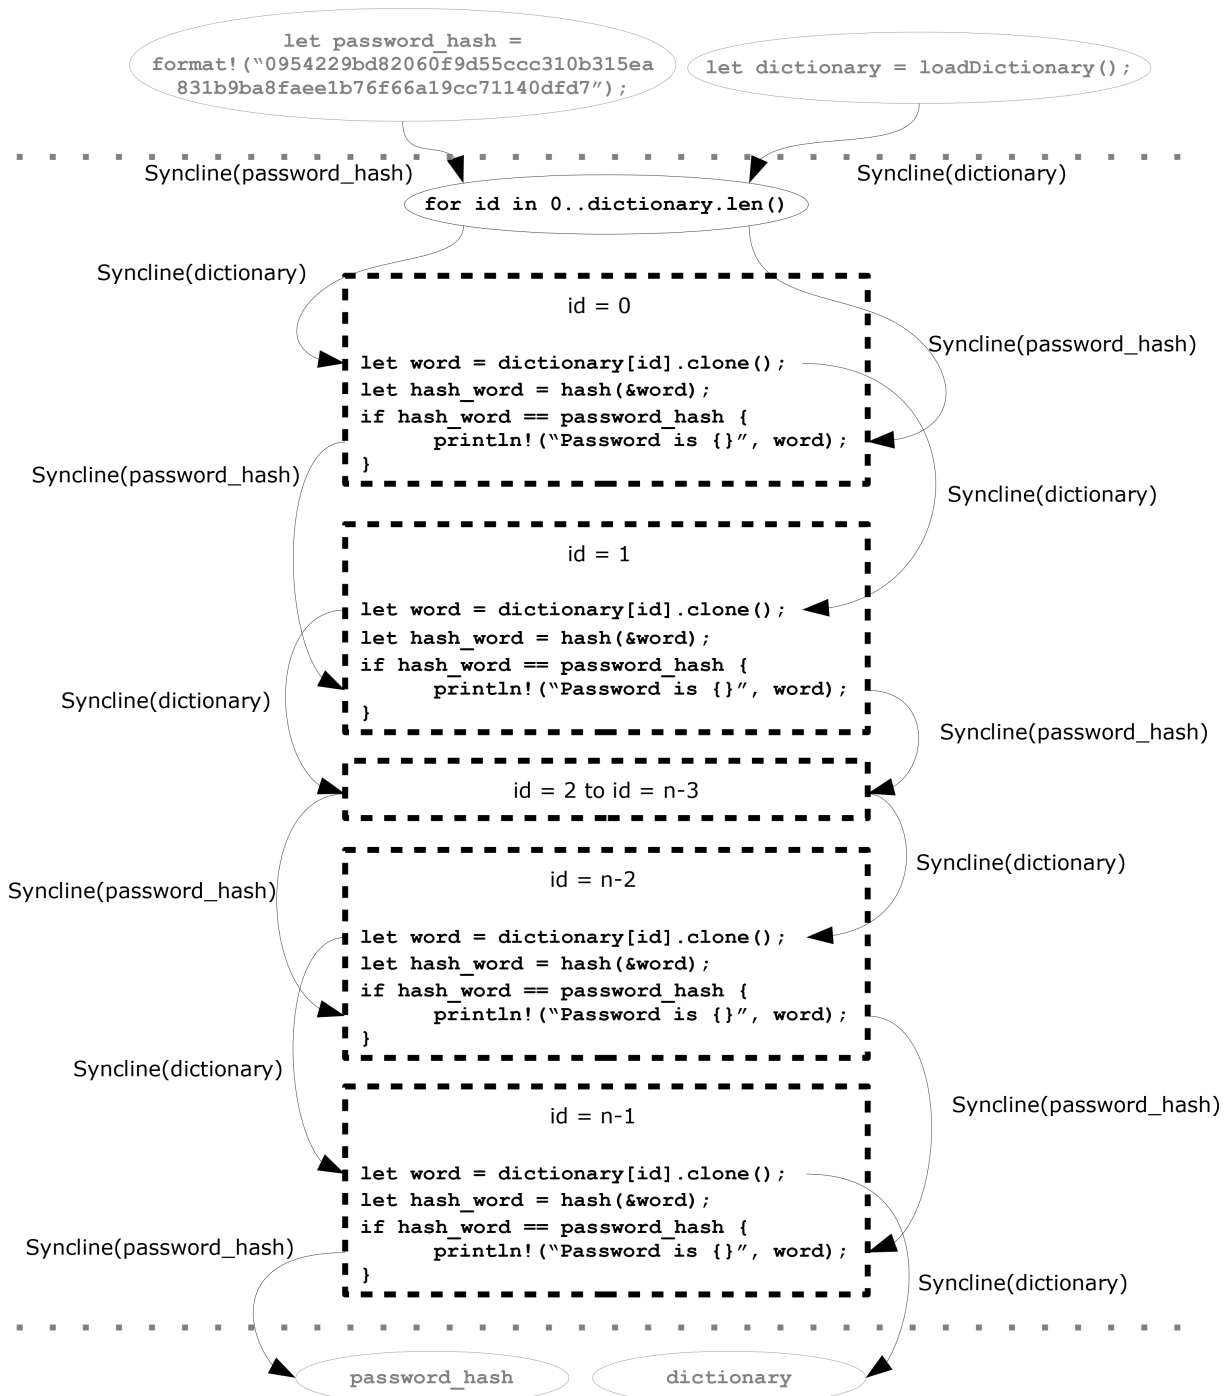 let password_hash =
format!(“0954229bd82060f9d55ccc310b315ea
831b9ba8faee1b76f66a19cc71140dfd7”);
let dictionary = loadDictionary();
Syncline(password_hash)
Syncline(dictionary)
for id in 0..dictionary.len()
Syncline(dictionary)
id = 0
Syncline(password_hash)
let word = dictionary[id].clone();
let hash_word = hash(&word);
if hash_word == password_hash {
println!(“Password is {}”, word);
}
Syncline(password_hash)
Syncline(dictionary)
id = 1
let word = dictionary[id].clone();
let hash_word = hash(&word);
if hash_word == password_hash {
println!(“Password is {}”, word);
}
Syncline(dictionary)
Syncline(password_hash)
id = 2 to id = n-3
Syncline(password_hash)
Syncline(dictionary)
id = n-2
let word = dictionary[id].clone();
let hash_word = hash(&word);
if hash_word == password_hash {
println!(“Password is {}”, word);
}
Syncline(dictionary)
Syncline(password_hash)
id = n-1
let word = dictionary[id].clone();
let hash_word = hash(&word);
if hash_word == password_hash {
println!(“Password is {}”, word);
}
Syncline(password_hash)
Syncline(dictionary)
password_hash
dictionary